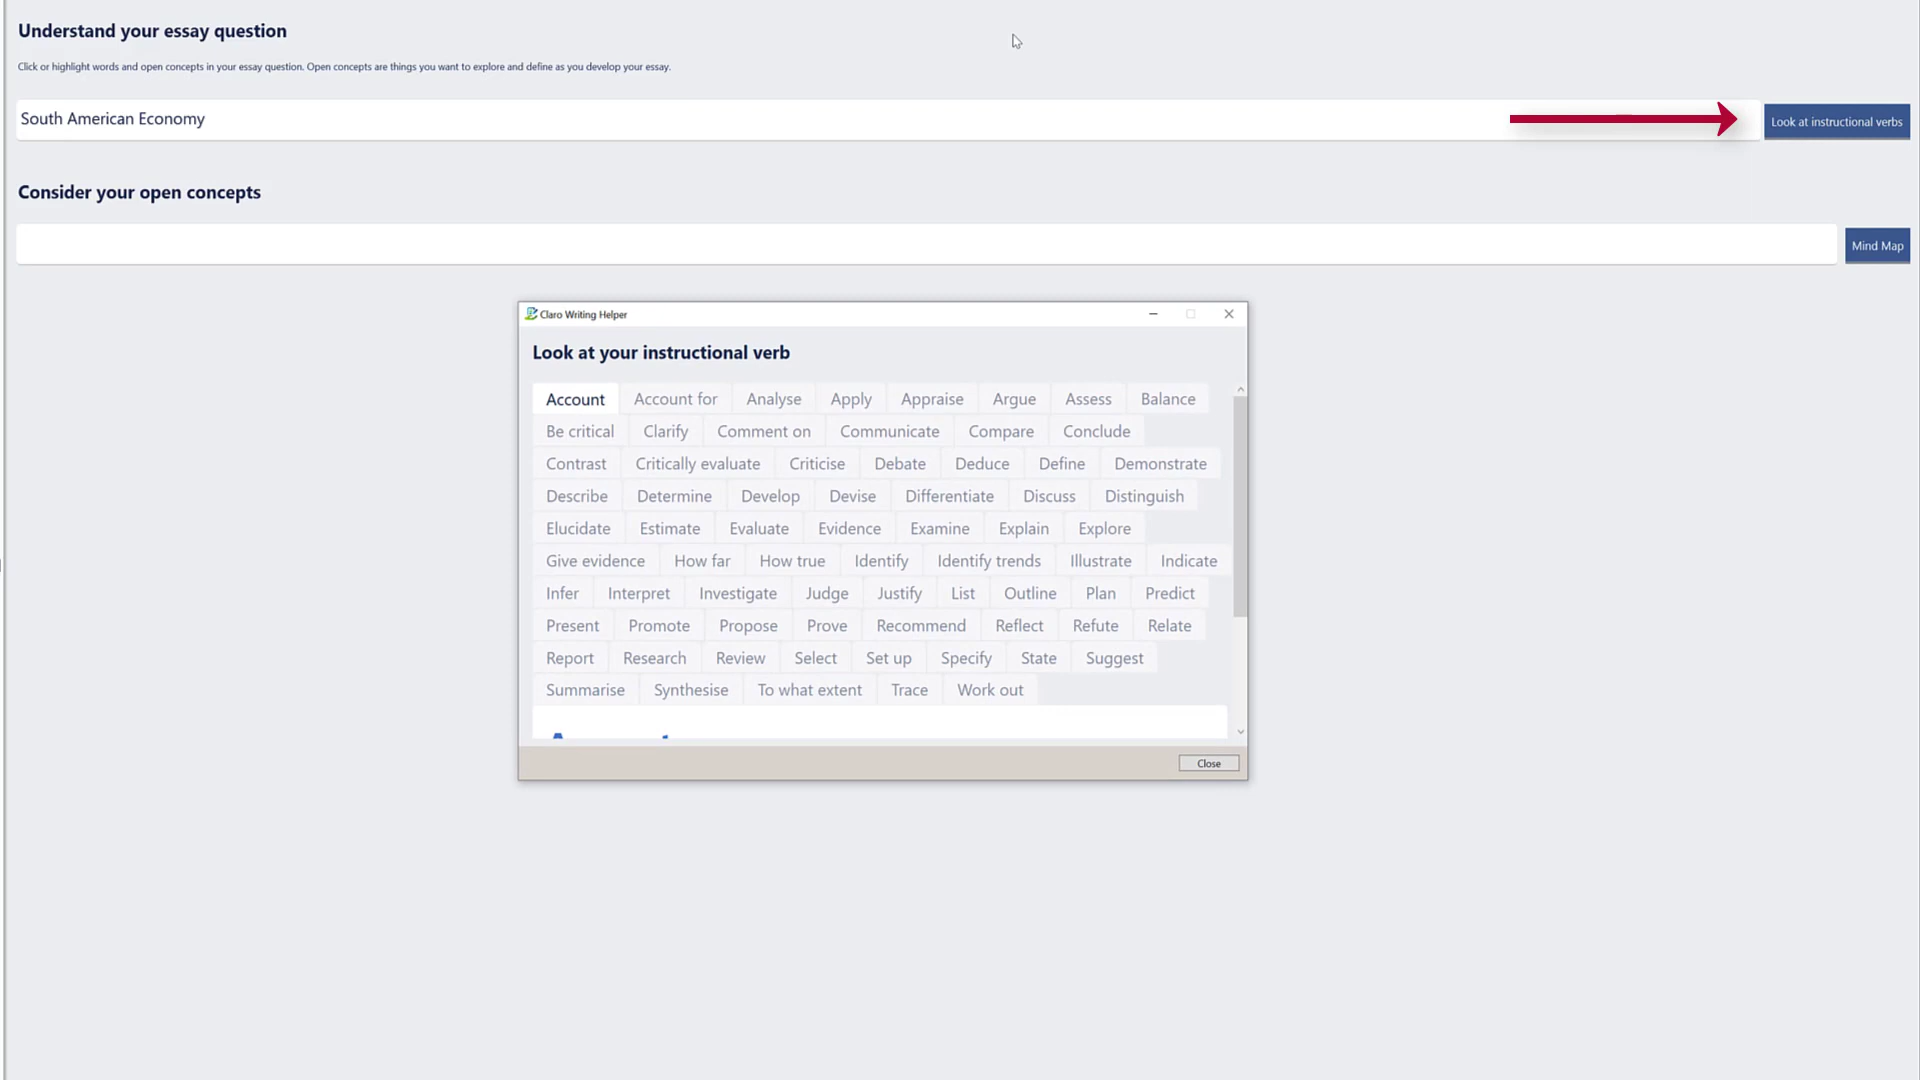 Understand your essay question
Click or highlight words and open concepts in your essay question. Open concepts are things you want to explore and define as you develop your essay.
South American Economy
Look at instructional verbs
Consider your open concepts
Mind Map
Claro Writing Helper
Look at your instructional verb
Account Account for Analyse Apply Appraise Argue Assess Balance
Be critical Clarify Comment on Communicate Compare Conclude
Contrast Critically evaluate Criticise Debate Deduce Define Demonstrate
Describe Determine Develop Devise Differentiate Discuss Distinguish
Elucidate Estimate Evaluate Evidence Examine Explain Explore
Give evidence How far How true Identify Identify trends Illustrate Indicate
Infer Interpret Investigate Judge Justify List Outline Plan Predict
Present Promote Propose Prove Recommend Reflect Refute Relate
Report Research Review Select Set up Specify State Suggest
Summarise Synthesise To what extent Trace Work out
Close